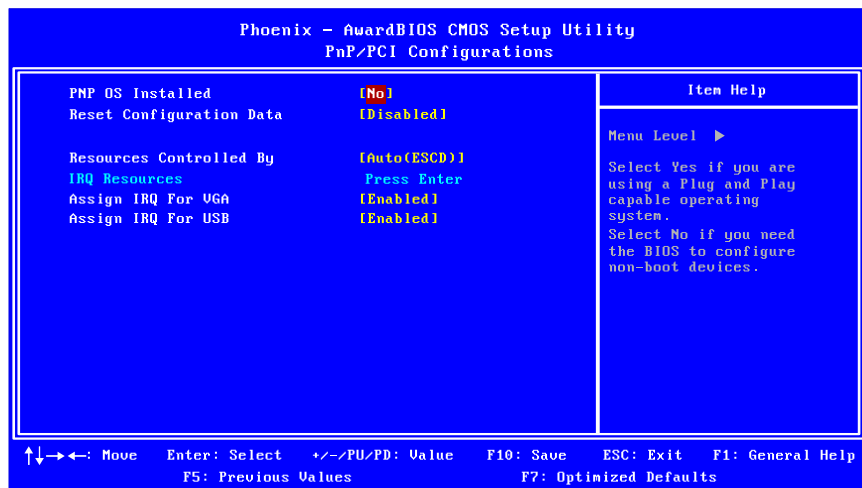 Phoenix - AwardBIOS CMOS Setup Utility
PnP/PCI Configurations
PNP OS Installed [No]
Reset Configuration Data [Disabled]
Resources Controlled By [Auto(ESCD)]
IRQ Resources Press Enter
Assign IRQ For VGA [Enabled]
Assign IRQ For USB [Enabled]
Item Help
Menu Level ▶
Select Yes if you are
using a Plug and Play
capable operating
system.
Select No if you need
the BIOS to configure
non-boot devices.
↑↓→←: Move Enter: Select +/-/PU/PD: Value F10: Save ESC: Exit F1: General Help
F5: Previous Values F7: Optimized Defaults